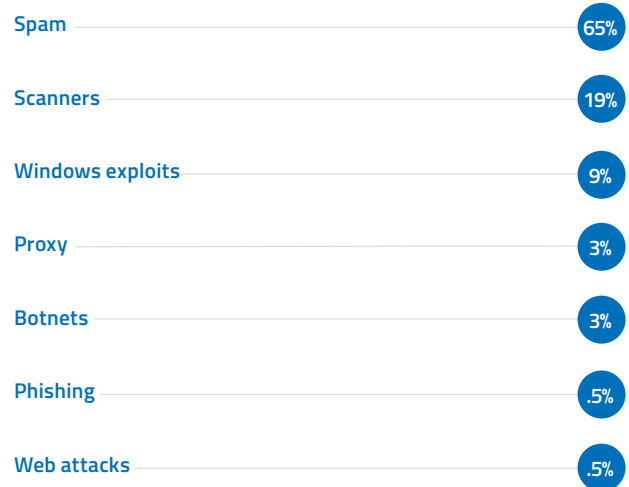 Spam 65%
Scanners 19%
Windows exploits 9%
Proxy 3%
Botnets 3%
Phishing .5%
Web attacks .5%